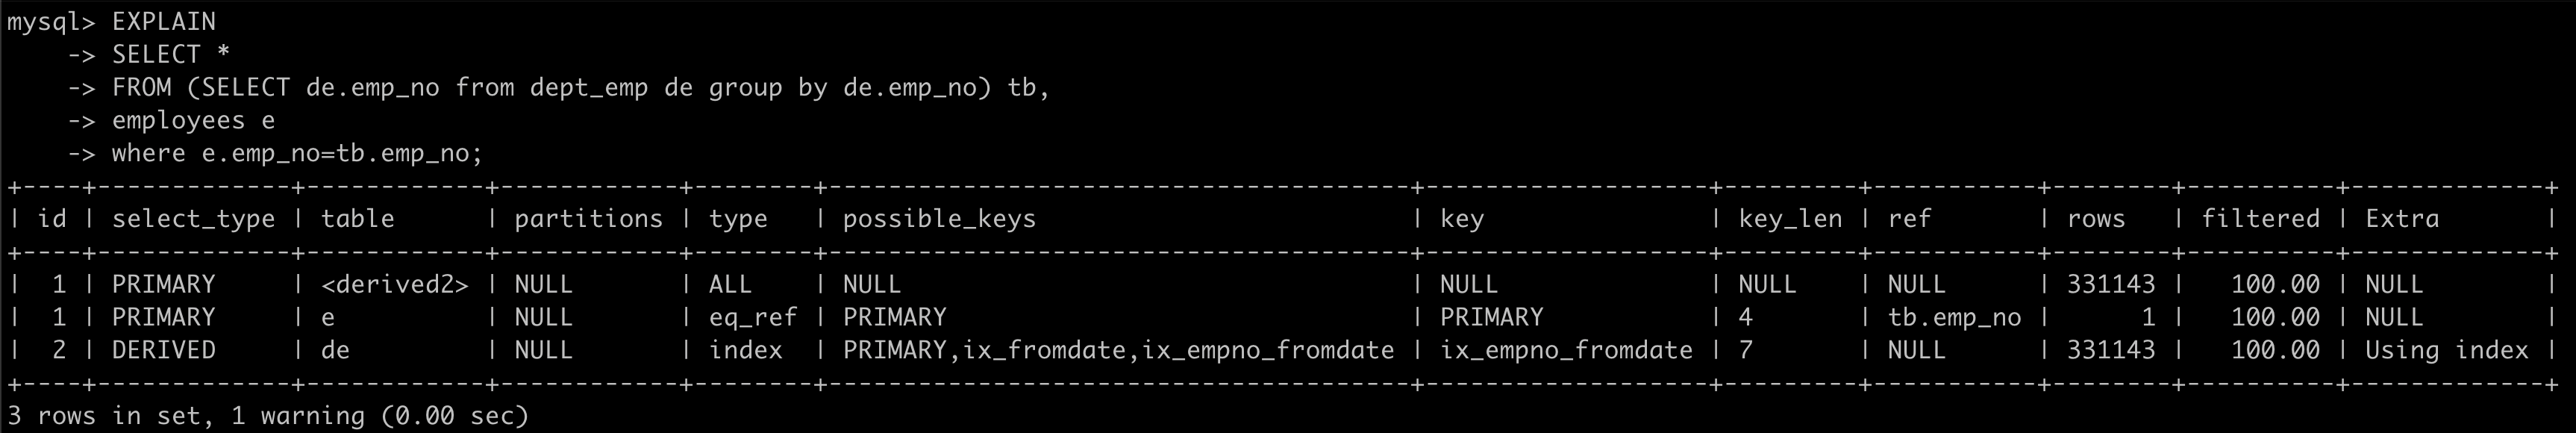 mysql> EXPLAIN
    -> SELECT *
    -> FROM (SELECT de.emp_no from dept_emp de group by de.emp_no) tb,
    -> employees e
    -> where e.emp_no=tb.emp_no;
+----+-------------+------------+------------+--------+---------------------------------------+-------------------+---------+-----------+--------+----------+-------------+
| id | select_type | table      | partitions | type   | possible_keys                         | key               | key_len | ref       | rows   | filtered | Extra       |
+----+-------------+------------+------------+--------+---------------------------------------+-------------------+---------+-----------+--------+----------+-------------+
|  1 | PRIMARY     | <derived2> | NULL       | ALL    | NULL                                  | NULL              | NULL    | NULL      | 331143 |   100.00 | NULL        |
|  1 | PRIMARY     | e          | NULL       | eq_ref | PRIMARY                               | PRIMARY           | 4       | tb.emp_no |      1 |   100.00 | NULL        |
|  2 | DERIVED     | de         | NULL       | index  | PRIMARY,ix_fromdate,ix_empno_fromdate | ix_empno_fromdate | 7       | NULL      | 331143 |   100.00 | Using index |
+----+-------------+------------+------------+--------+---------------------------------------+-------------------+---------+-----------+--------+----------+-------------+
3 rows in set, 1 warning (0.00 sec)